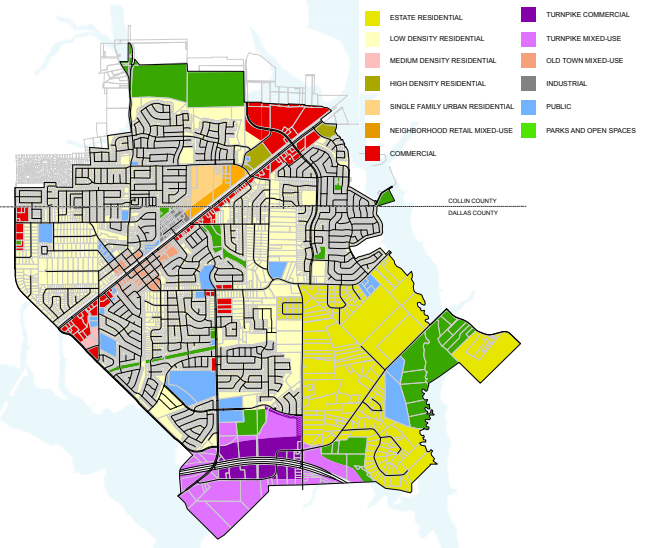 ESTATE RESIDENTIAL
LOW DENSITY RESIDENTIAL
MEDIUM DENSITY RESIDENTIAL
HIGH DENSITY RESIDENTIAL
SINGLE FAMILY URBAN RESIDENTIAL
NEIGHBORHOOD RETAIL MIXED-USE
COMMERCIAL
TURNPIKE COMMERCIAL
TURNPIKE MIXED-USE
OLD TOWN MIXED-USE
INDUSTRIAL
PUBLIC
PARKS AND OPEN SPACES
COLLIN COUNTY
DALLAS COUNTY